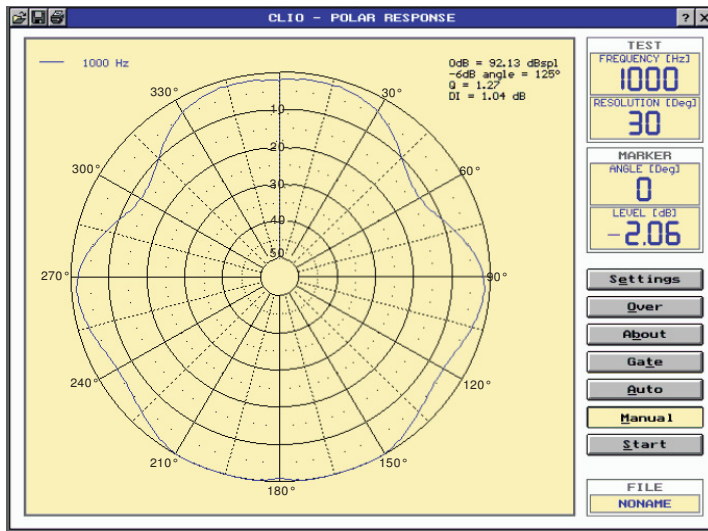 CLIO - POLAR RESPONSE
? ×
1000 Hz
0dB = 92.13 dBspl
-6dB angle = 125°
Q = 1.27
DI = 1.04 dB
330°
30°
10
300°
20
60°
30
40
50
270°
90°
240°
120°
210°
150°
180°
TEST
FREQUENCY [Hz]
1000
RESOLUTION [Deg]
30
MARKER
ANGLE [Deg]
0
LEVEL [dB]
-2.06
Settings
Over
About
Gate
Auto
Manual
Start
FILE
NONAME